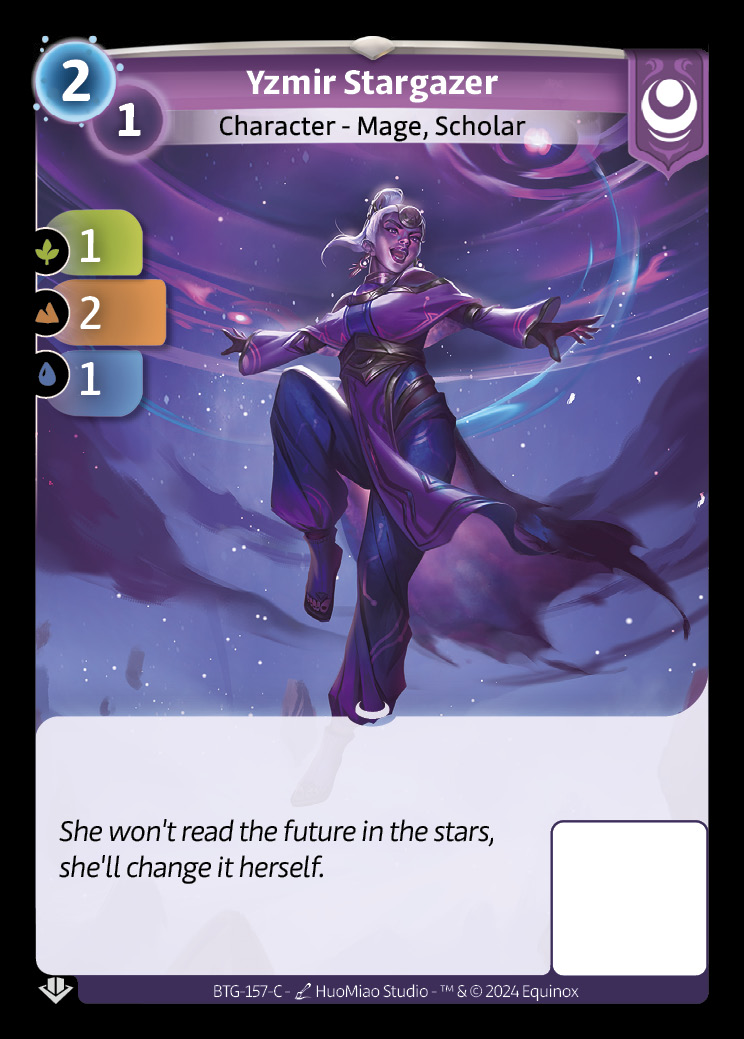 2
Yzmir Stargazer
1
Character - Mage, Scholar
1
2
1
She won't read the future in the stars,
she'll change it herself.
BTG-157-C - HuoMiao Studio - ™ & © 2024 Equinox